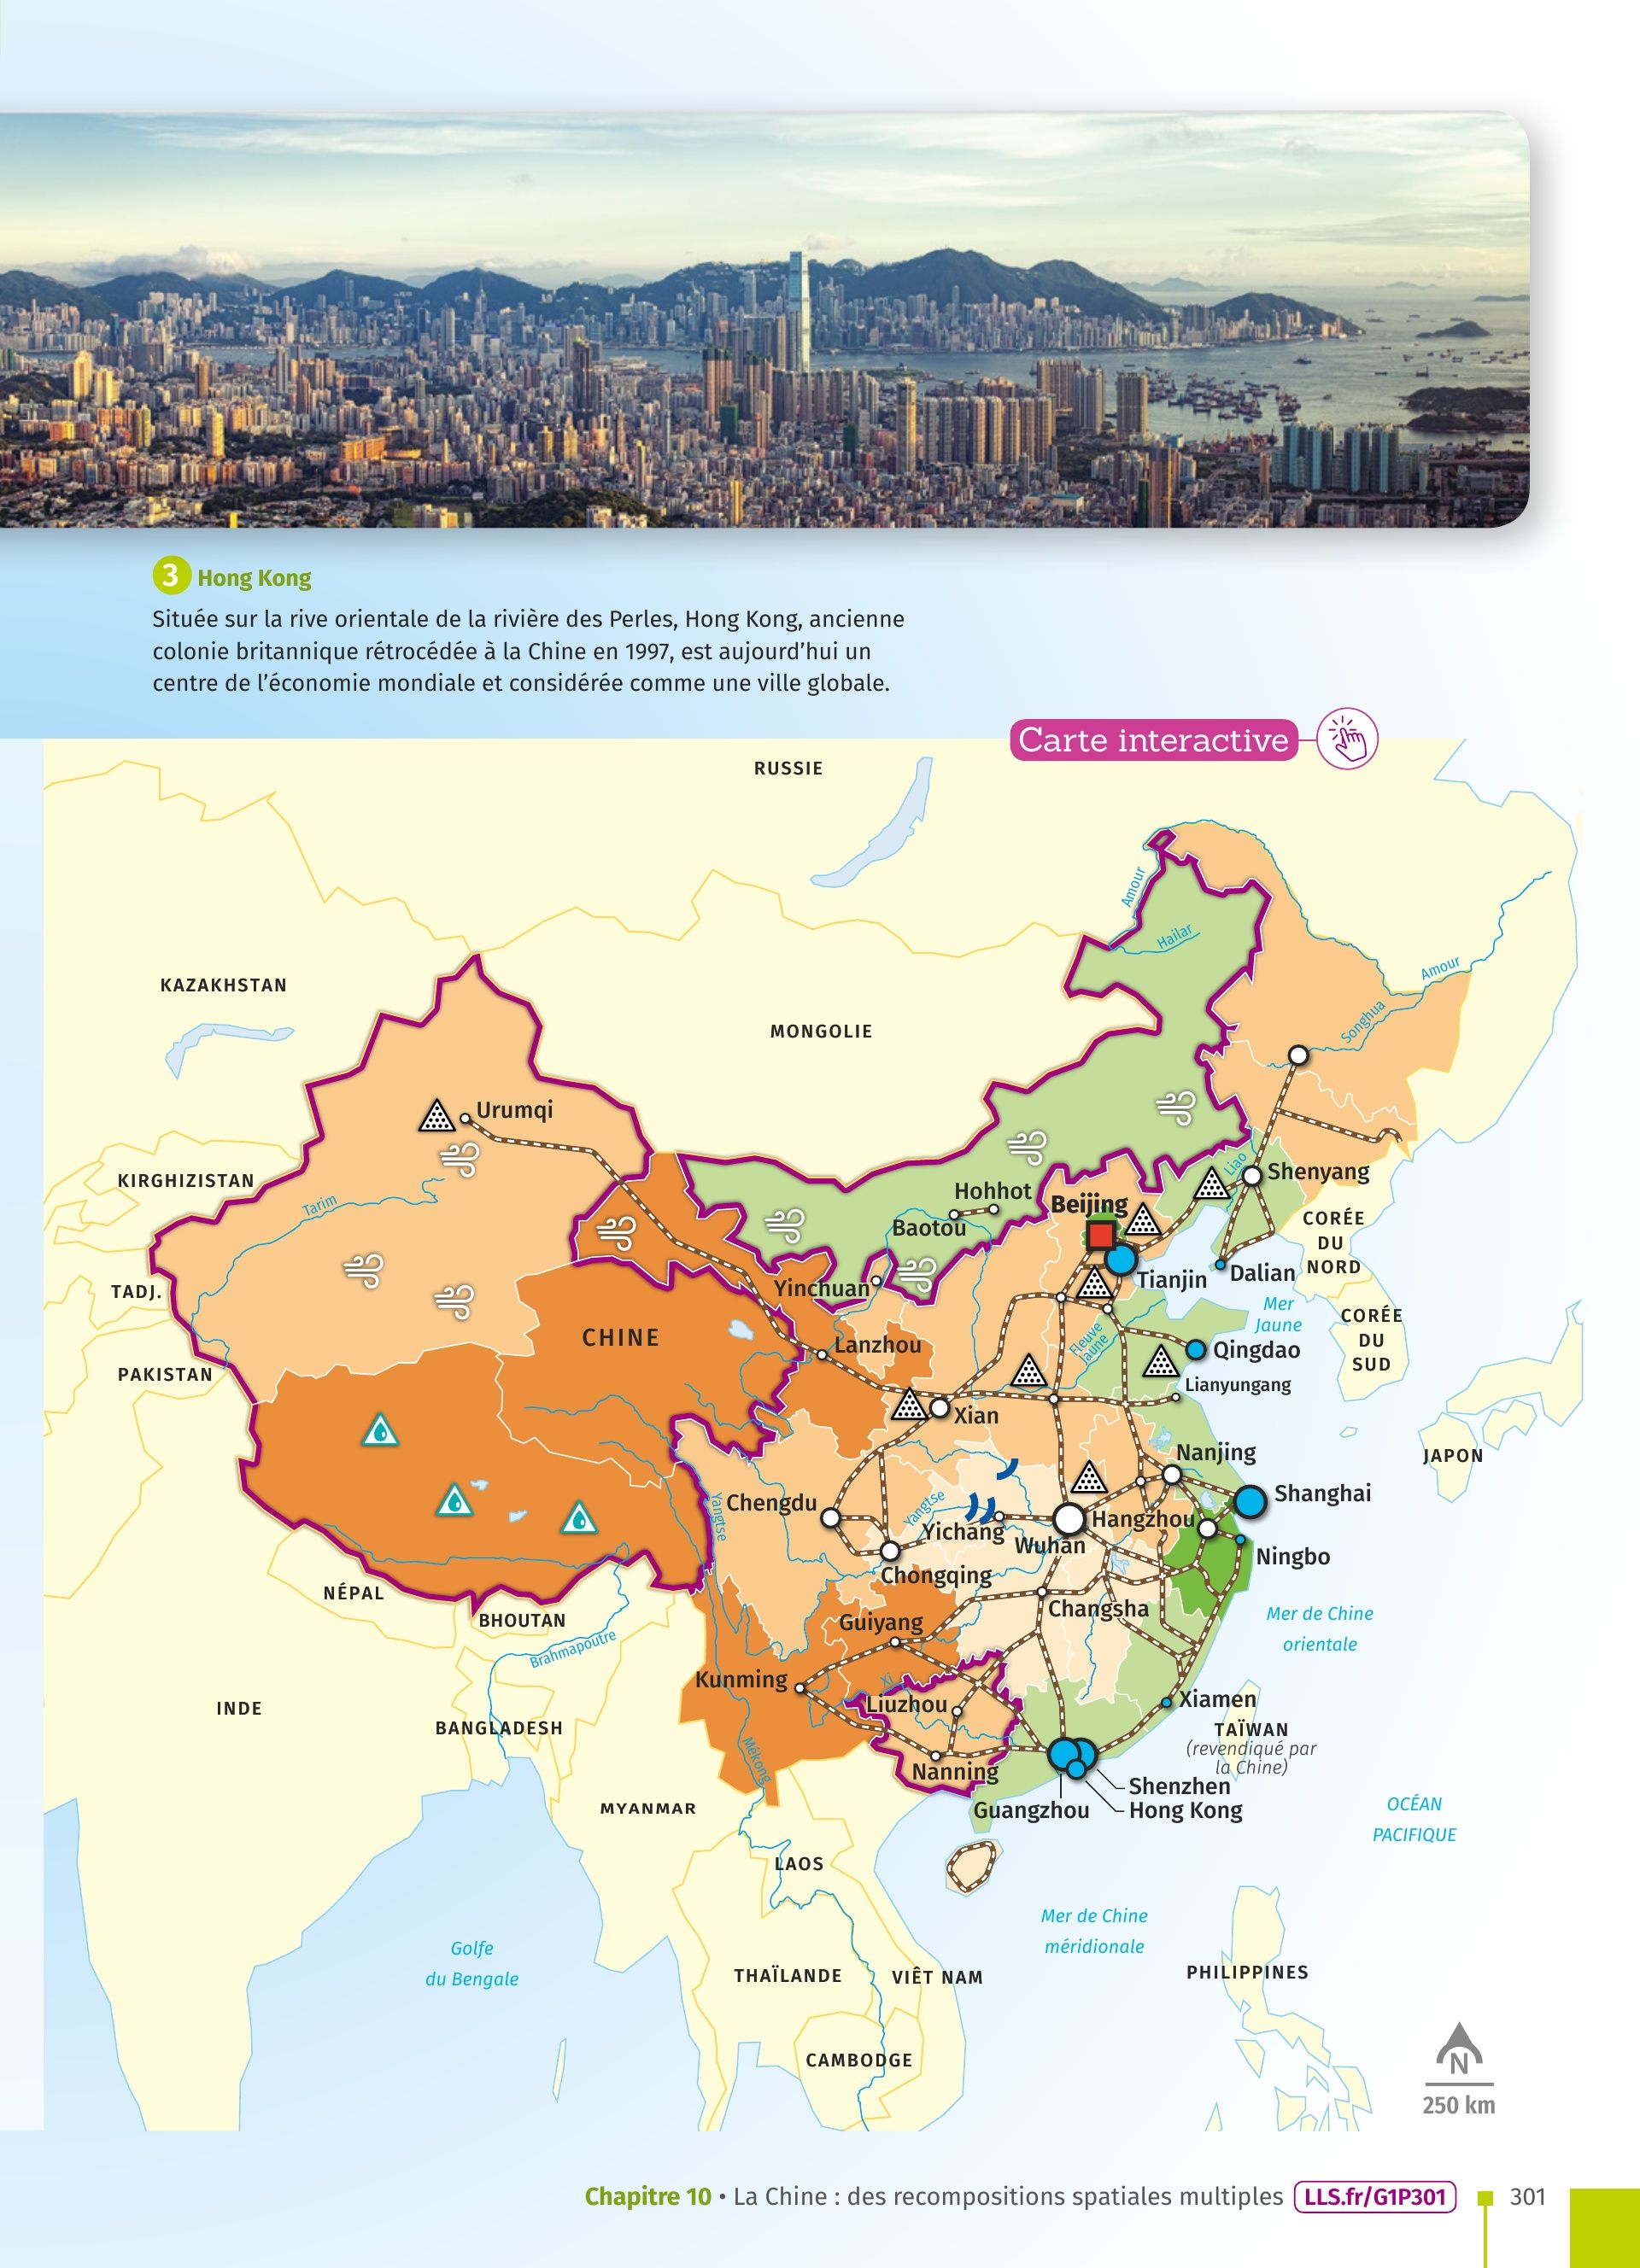 3 Hong Kong
Située sur la rive orientale de la rivière des Perles, Hong Kong, ancienne
colonie britannique rétrocédée à la Chine en 1997, est aujourd’hui un
centre de l’économie mondiale et considérée comme une ville globale.
Carte interactive
RUSSIE
Amour
Hailar
Amour
KAZAKHSTAN
Songhua
MONGOLIE
Urumqi
KIRGHIZISTAN
Tarim
Liao
Shenyang
Hohhot
Beijing
Baotou
CORÉE
DU
NORD
TADJ.
Yinchuan
Tianjin
Dalian
Mer
Jaune
CORÉE
DU
SUD
CHINE
Lanzhou
Fleuve
Jaune
Qingdao
PAKISTAN
Lianyungang
Xian
JAPON
Nanjing
Yangtse
Chengdu
Yangtse
Shanghai
Yichang
Wuhan
Hangzhou
Ningbo
Chongqing
NÉPAL
BHOUTAN
Brahmapoutre
Guiyang
Changsha
Mer de Chine
orientale
Kunming
Xi
Liuzhou
Xiamen
INDE
BANGLADESH
TAÏWAN
(revendiqué par
la Chine)
Mékong
Nanning
Shenzhen
Guangzhou
Hong Kong
MYANMAR
OCÉAN
PACIFIQUE
LAOS
Mer de Chine
méridionale
Golfe
du Bengale
THAÏLANDE
VIÊT NAM
PHILIPPINES
CAMBODGE
N
250 km
Chapitre 10 • La Chine : des recompositions spatiales multiples LLS.fr/G1P301 301